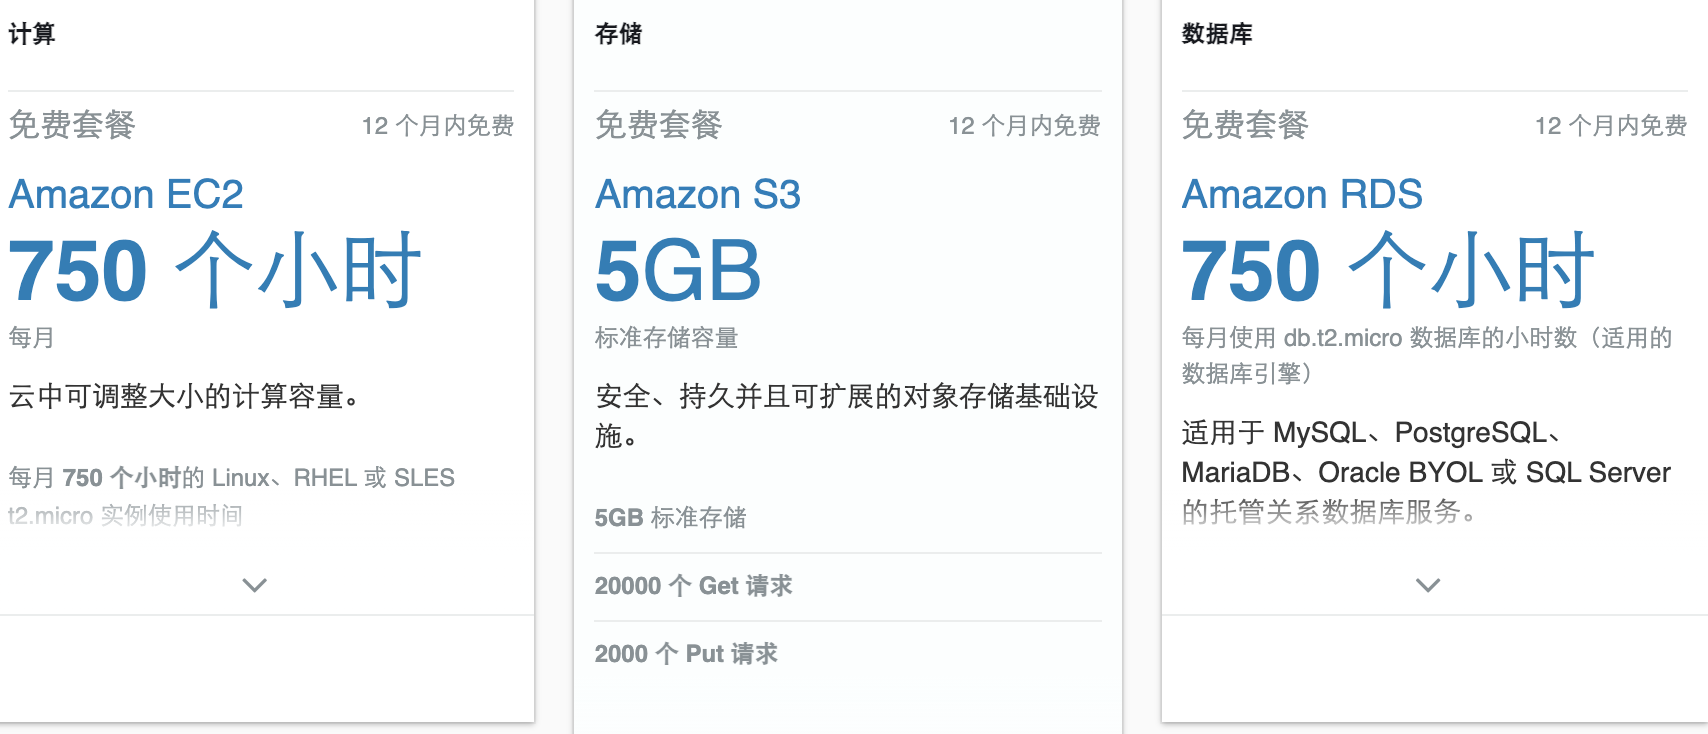 计算
免费套餐 12 个月内免费
Amazon EC2
750 个小时
每月
云中可调整大小的计算容量。
每月 750 个小时的 Linux、RHEL 或 SLES
t2.micro 实例使用时间
存储
免费套餐 12 个月内免费
Amazon S3
5GB
标准存储容量
安全、持久并且可扩展的对象存储基础设
施。
5GB 标准存储
20000 个 Get 请求
2000 个 Put 请求
数据库
免费套餐 12 个月内免费
Amazon RDS
750 个小时
每月使用 db.t2.micro 数据库的小时数（适用的
数据库引擎）
适用于 MySQL、PostgreSQL、
MariaDB、Oracle BYOL 或 SQL Server
的托管关系数据库服务。